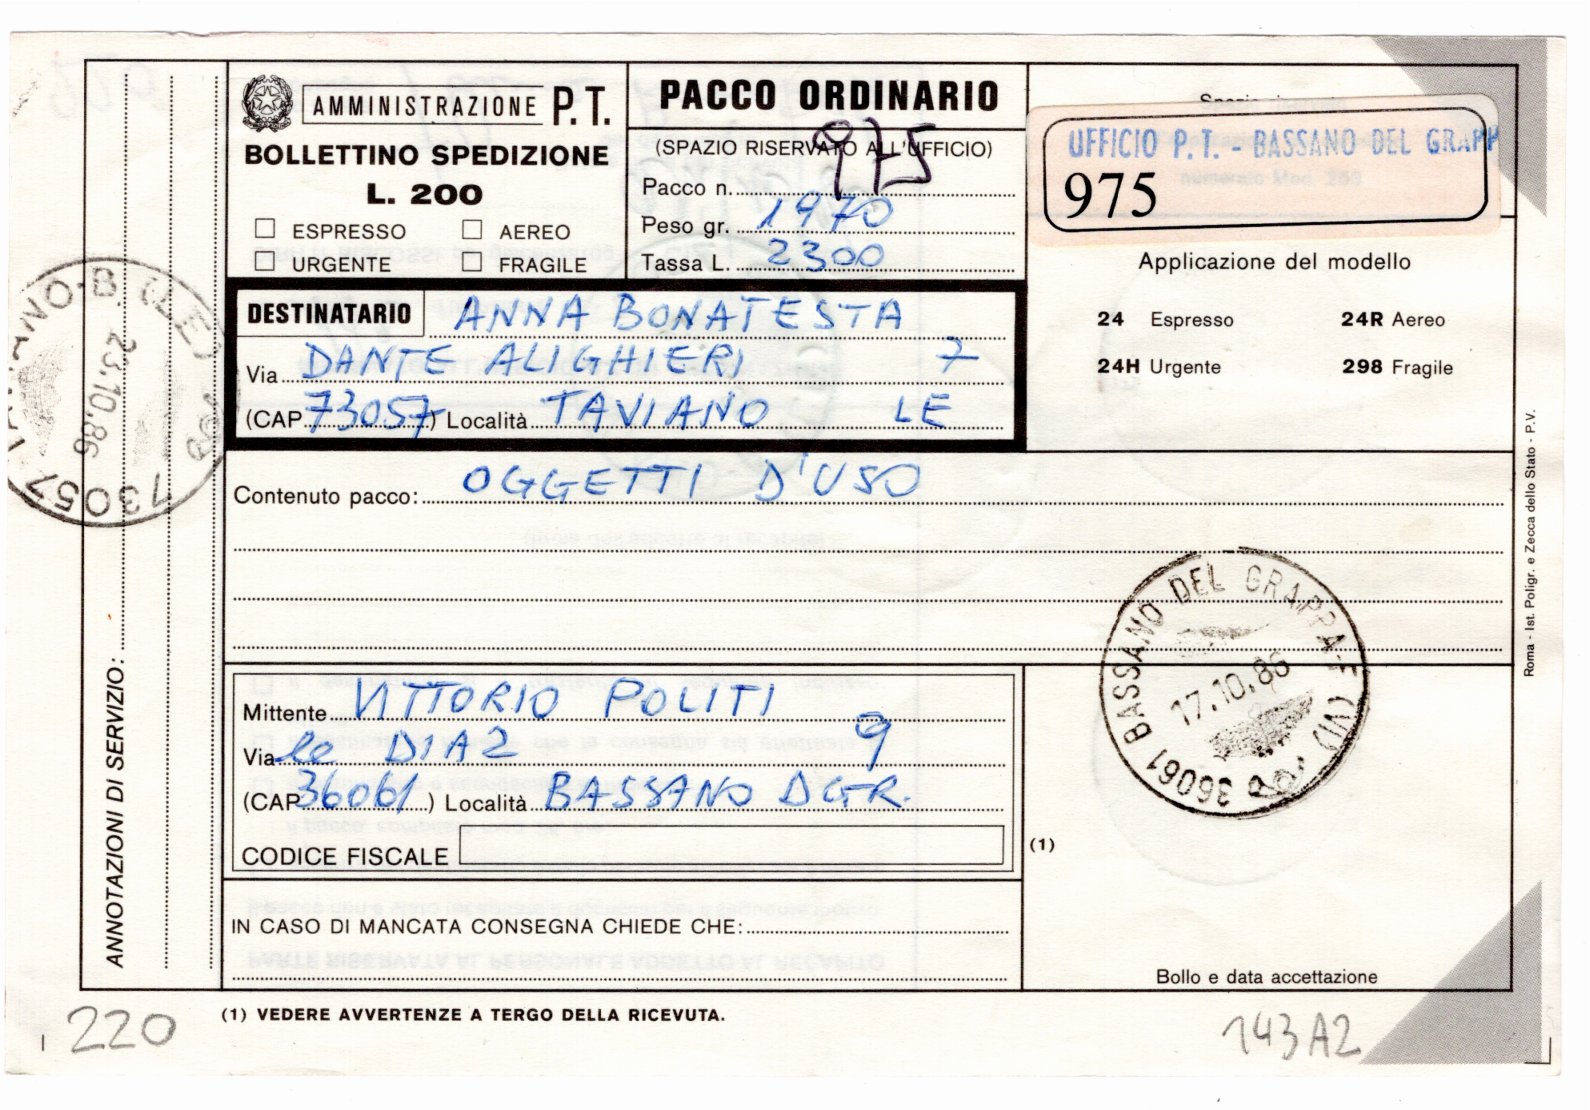 AMMINISTRAZIONE P.T.
BOLLETTINO SPEDIZIONE
L. 200
☐ ESPRESSO ☐ AEREO
☐ URGENTE ☐ FRAGILE
PACCO ORDINARIO
(SPAZIO RISERVATO ALL'UFFICIO)
Pacco n. 975
Peso gr. 1970
Tassa L. 2300
UFFICIO P.T. - BASSANO DEL GRAPP
975
Applicazione del modello
24 Espresso 24R Aereo
24H Urgente 298 Fragile
DESTINATARIO ANNA BONATESTA
Via DANTE ALIGHIERI 7
(CAP 73057) Località TAVIANO LE
Contenuto pacco: OGGETTI D'USO
Mittente VITTORIO POLITI
Via le DIAZ 9
(CAP 36061) Località BASSANO DGR.
CODICE FISCALE
(1)
IN CASO DI MANCATA CONSEGNA CHIEDE CHE:
Bollo e data accettazione
36061 BASSANO DEL GRAPPA-F (VI)
17.10.86
73057 TAVIANO-B (LE)
23.10.86
ANNOTAZIONI DI SERVIZIO:
Roma - Ist. Poligr. e Zecca dello Stato - P.V.
(1) VEDERE AVVERTENZE A TERGO DELLA RICEVUTA.
220
143A2